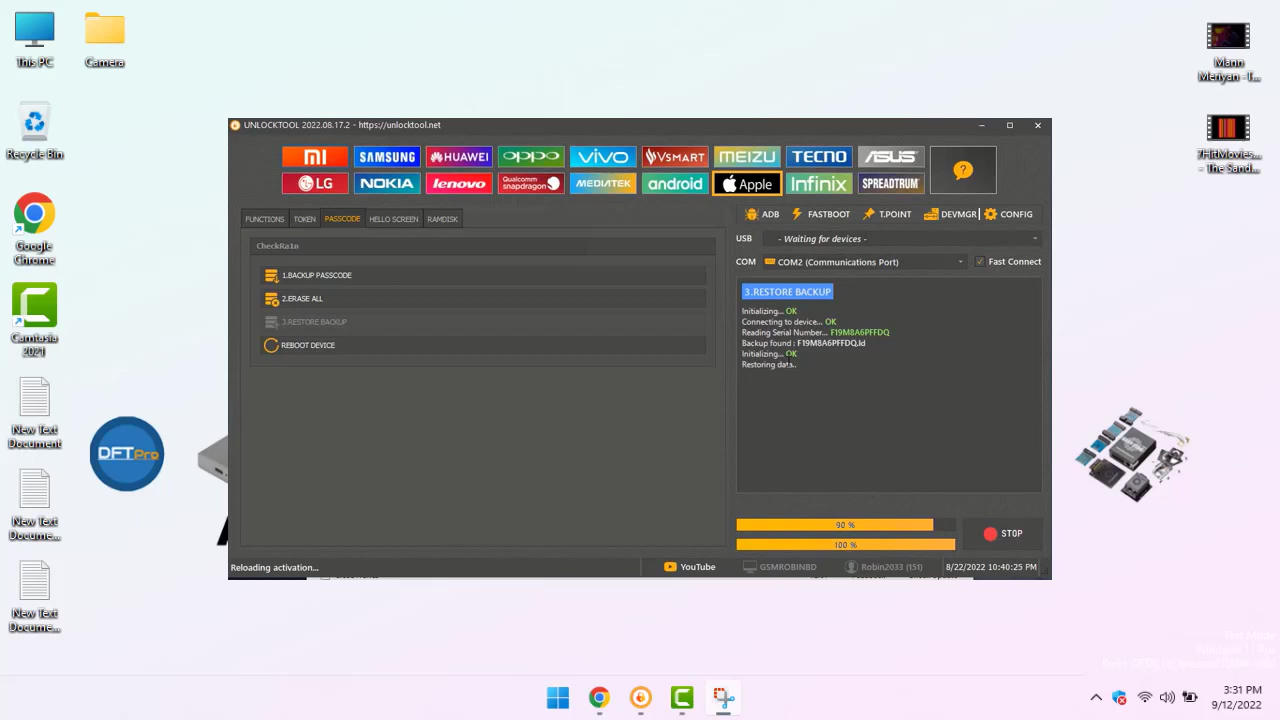 This PC
Camera
Recycle Bin
Google
Chrome
Camtasia
2021
New Text
Document
New Text
Docume...
New Text
Docume...
DFTPro
Mann
Meriyan -T...
7HitMovies...
- The Sand...
UNLOCKTOOL 2022.08.17.2 - https://unlocktool.net
MI SAMSUNG HUAWEI OPPO VIVO VSMART MEIZU TECNO ASUS ?
LG NOKIA lenovo Qualcomm snapdragon MEDIATEK android Apple Infinix SPREADTRUM
FUNCTIONS TOKEN PASSCODE HELLO SCREEN RAMDISK
CheckRa1n
1.BACKUP PASSCODE
2.ERASE ALL
3.RESTORE BACKUP
REBOOT DEVICE
ADB FASTBOOT T.POINT DEVMGR CONFIG
USB - Waiting for devices -
COM COM2 (Communications Port) Fast Connect
3.RESTORE BACKUP
Initializing... OK
Connecting to device... OK
Reading Serial Number... F19M8A6PFFDQ
Backup found : F19M8A6PFFDQ.ld
Initializing... OK
Restoring data..
90 %
100 %
STOP
Reloading activation... YouTube GSMROBINBD Robin2033 (151) 8/22/2022 10:40:25 PM
Test Mode
3:31 PM
9/12/2022